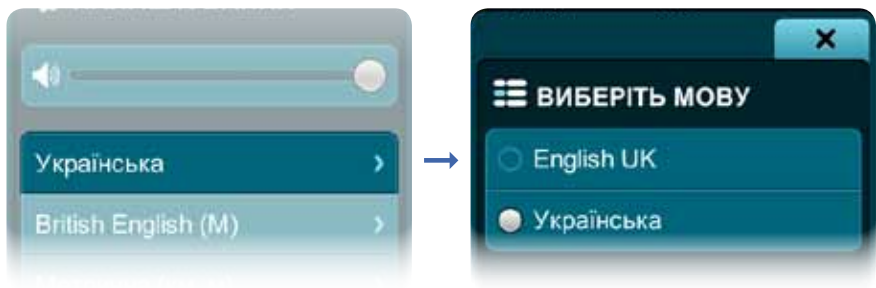 Українська
British English (M)
ВИБЕРІТЬ МОВУ
English UK
Українська